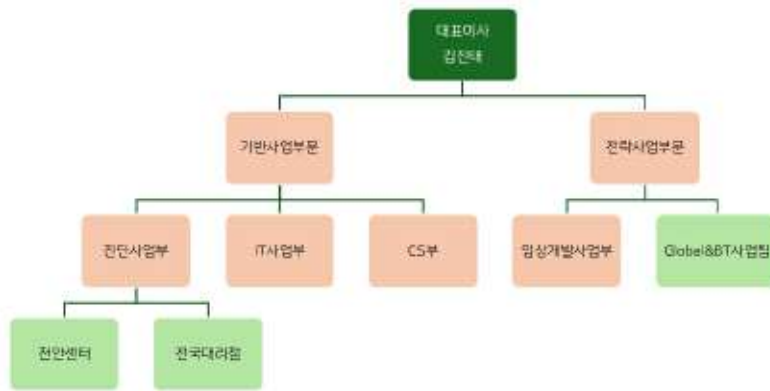 대표이사
김진태
기반사업부문
전략사업부문
진단사업부
IT사업부
CS부
임상개발사업부
Global&BT사업팀
천안센터
전국대리점